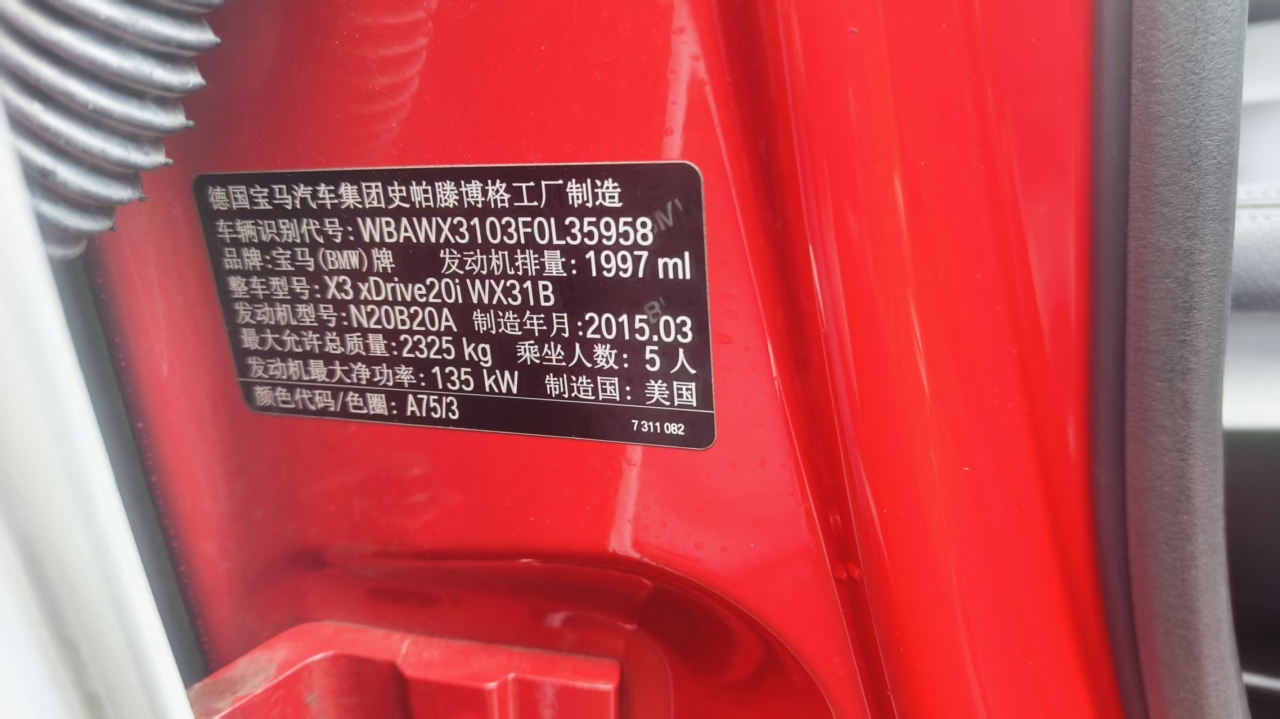 德国宝马汽车集团史帕滕博格工厂制造
车辆识别代号: WBAWX3103F0L35958
品牌: 宝马(BMW)牌 发动机排量: 1997 ml
整车型号: X3 xDrive20i WX31B
发动机型号: N20B20A 制造年月: 2015.03
最大允许总质量: 2325 kg 乘坐人数: 5 人
发动机最大净功率: 135 kW 制造国: 美国
颜色代码/色圈: A75/3
7 311 082